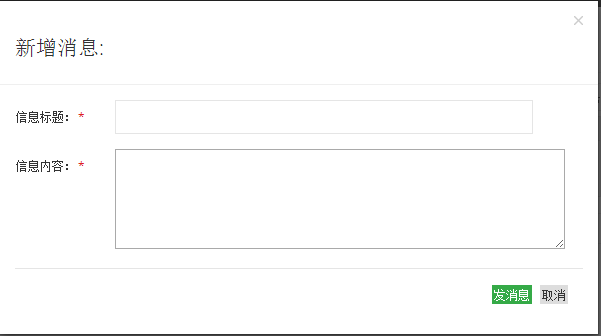 ×
新增消息:
信息标题: *
信息内容: *
发消息 取消